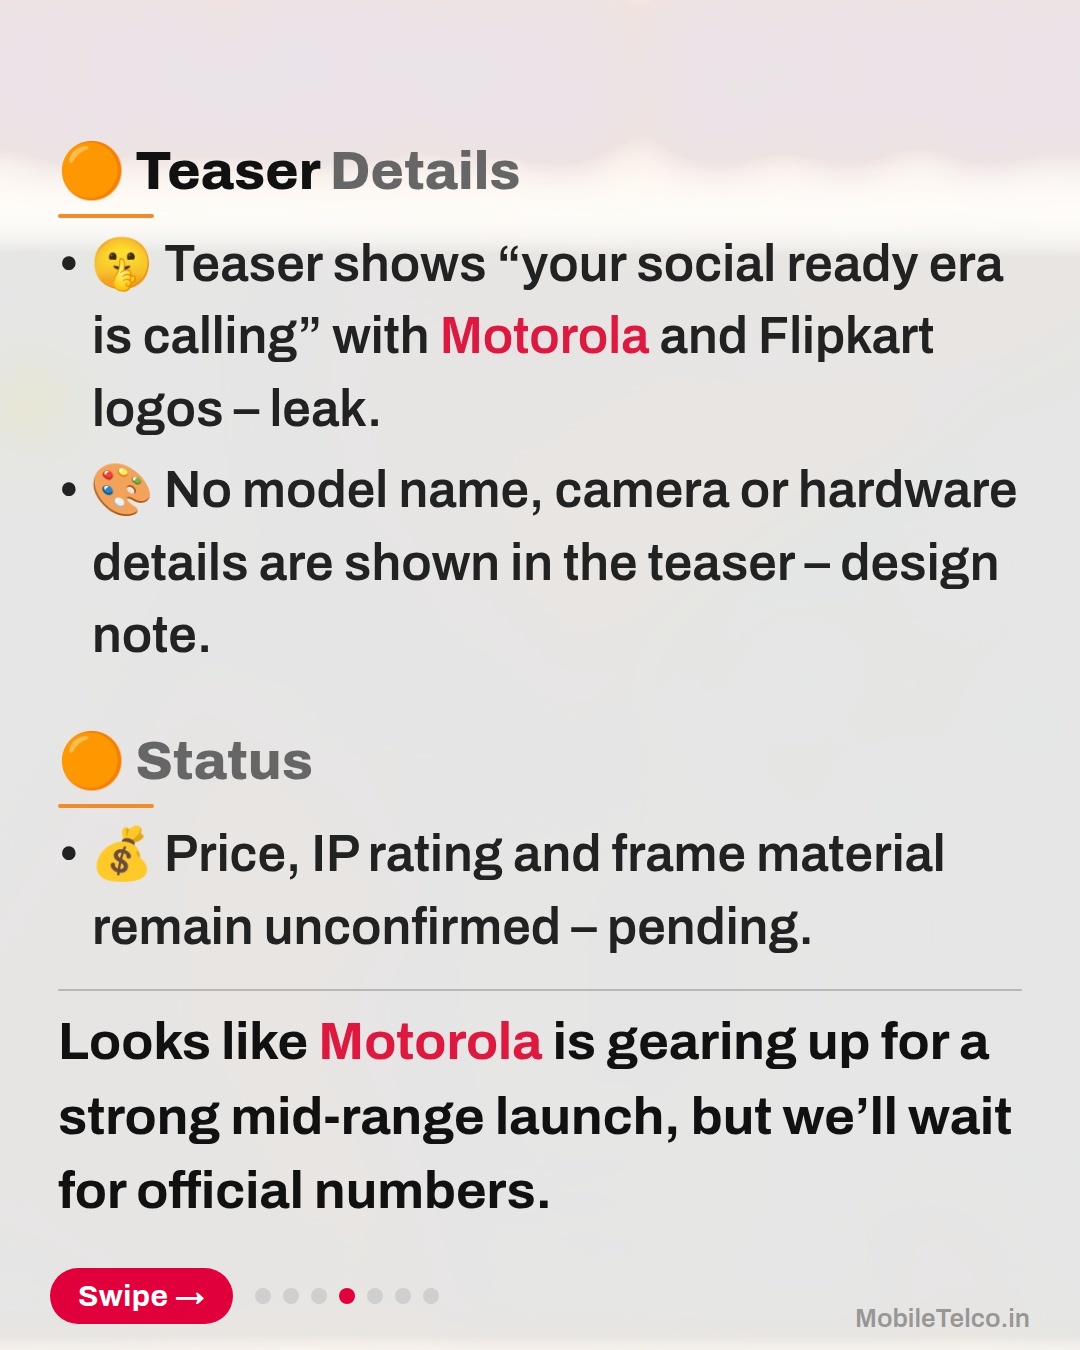 🟠 Teaser Details
• 🤫 Teaser shows “your social ready era
is calling” with Motorola and Flipkart
logos – leak.
• 🎨 No model name, camera or hardware
details are shown in the teaser – design
note.
🟠 Status
• 💰 Price, IP rating and frame material
remain unconfirmed – pending.
Looks like Motorola is gearing up for a
strong mid-range launch, but we’ll wait
for official numbers.
Swipe →
MobileTelco.in